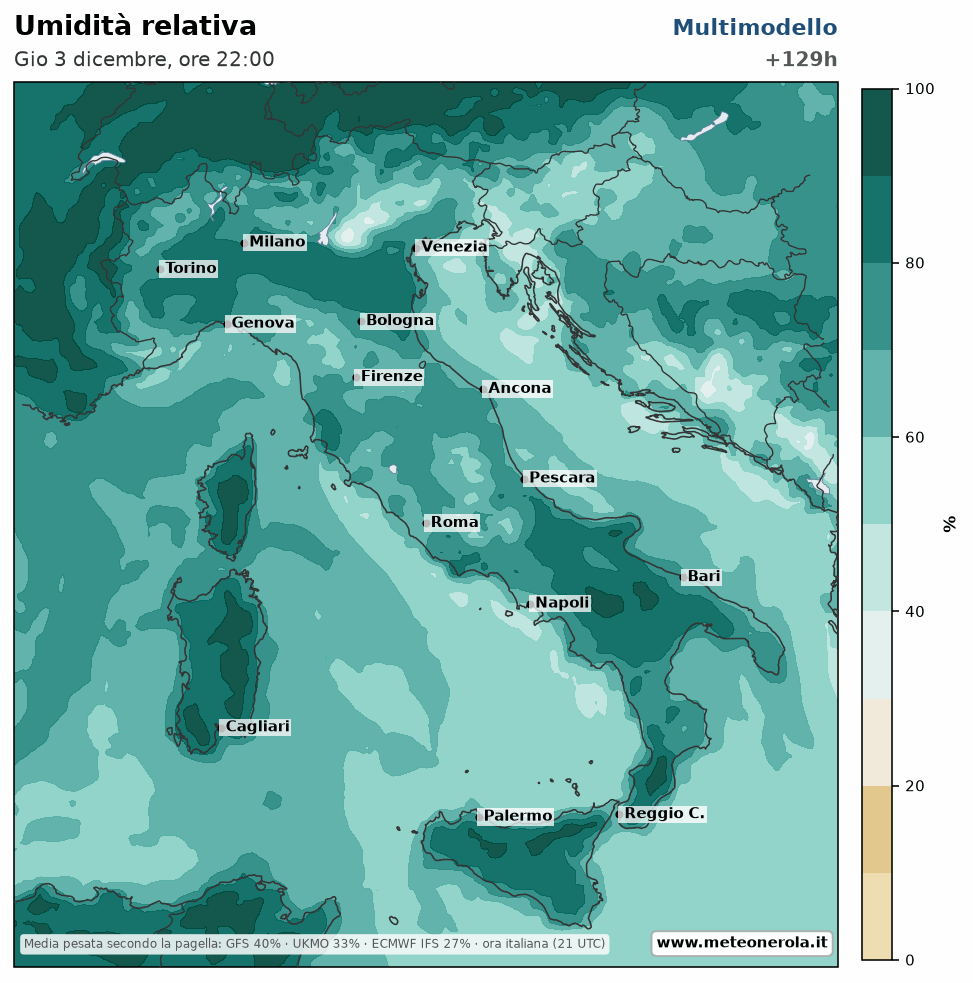 Umidità relativa
Multimodello
Gio 3 dicembre, ore 22:00
+129h
100
80
60
40
20
0
%
Milano
Venezia
Torino
Genova
Bologna
Firenze
Ancona
Pescara
Roma
Bari
Napoli
Cagliari
Palermo
Reggio C.
Media pesata secondo la pagella: GFS 40% · UKMO 33% · ECMWF IFS 27% · ora italiana (21 UTC)
www.meteonerola.it